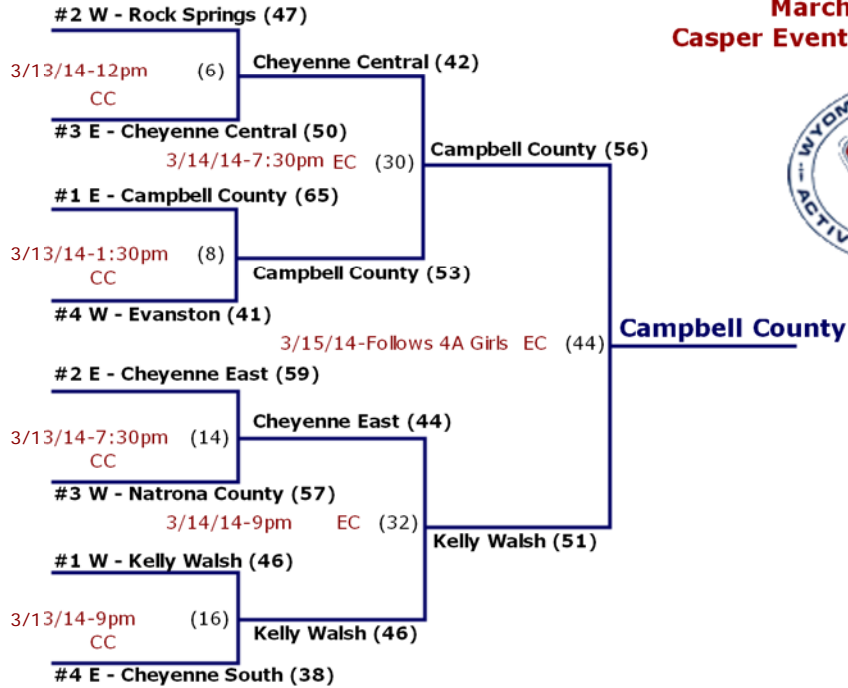 March
Casper Event
#2 W - Rock Springs (47)
3/13/14-12pm (6)
CC
Cheyenne Central (42)
#3 E - Cheyenne Central (50)
3/14/14-7:30pm EC (30)
Campbell County (56)
#1 E - Campbell County (65)
3/13/14-1:30pm (8)
CC
Campbell County (53)
#4 W - Evanston (41)
3/15/14-Follows 4A Girls EC (44)
Campbell County
#2 E - Cheyenne East (59)
Cheyenne East (44)
3/13/14-7:30pm (14)
CC
#3 W - Natrona County (57)
3/14/14-9pm EC (32)
Kelly Walsh (51)
#1 W - Kelly Walsh (46)
3/13/14-9pm (16)
CC
Kelly Walsh (46)
#4 E - Cheyenne South (38)